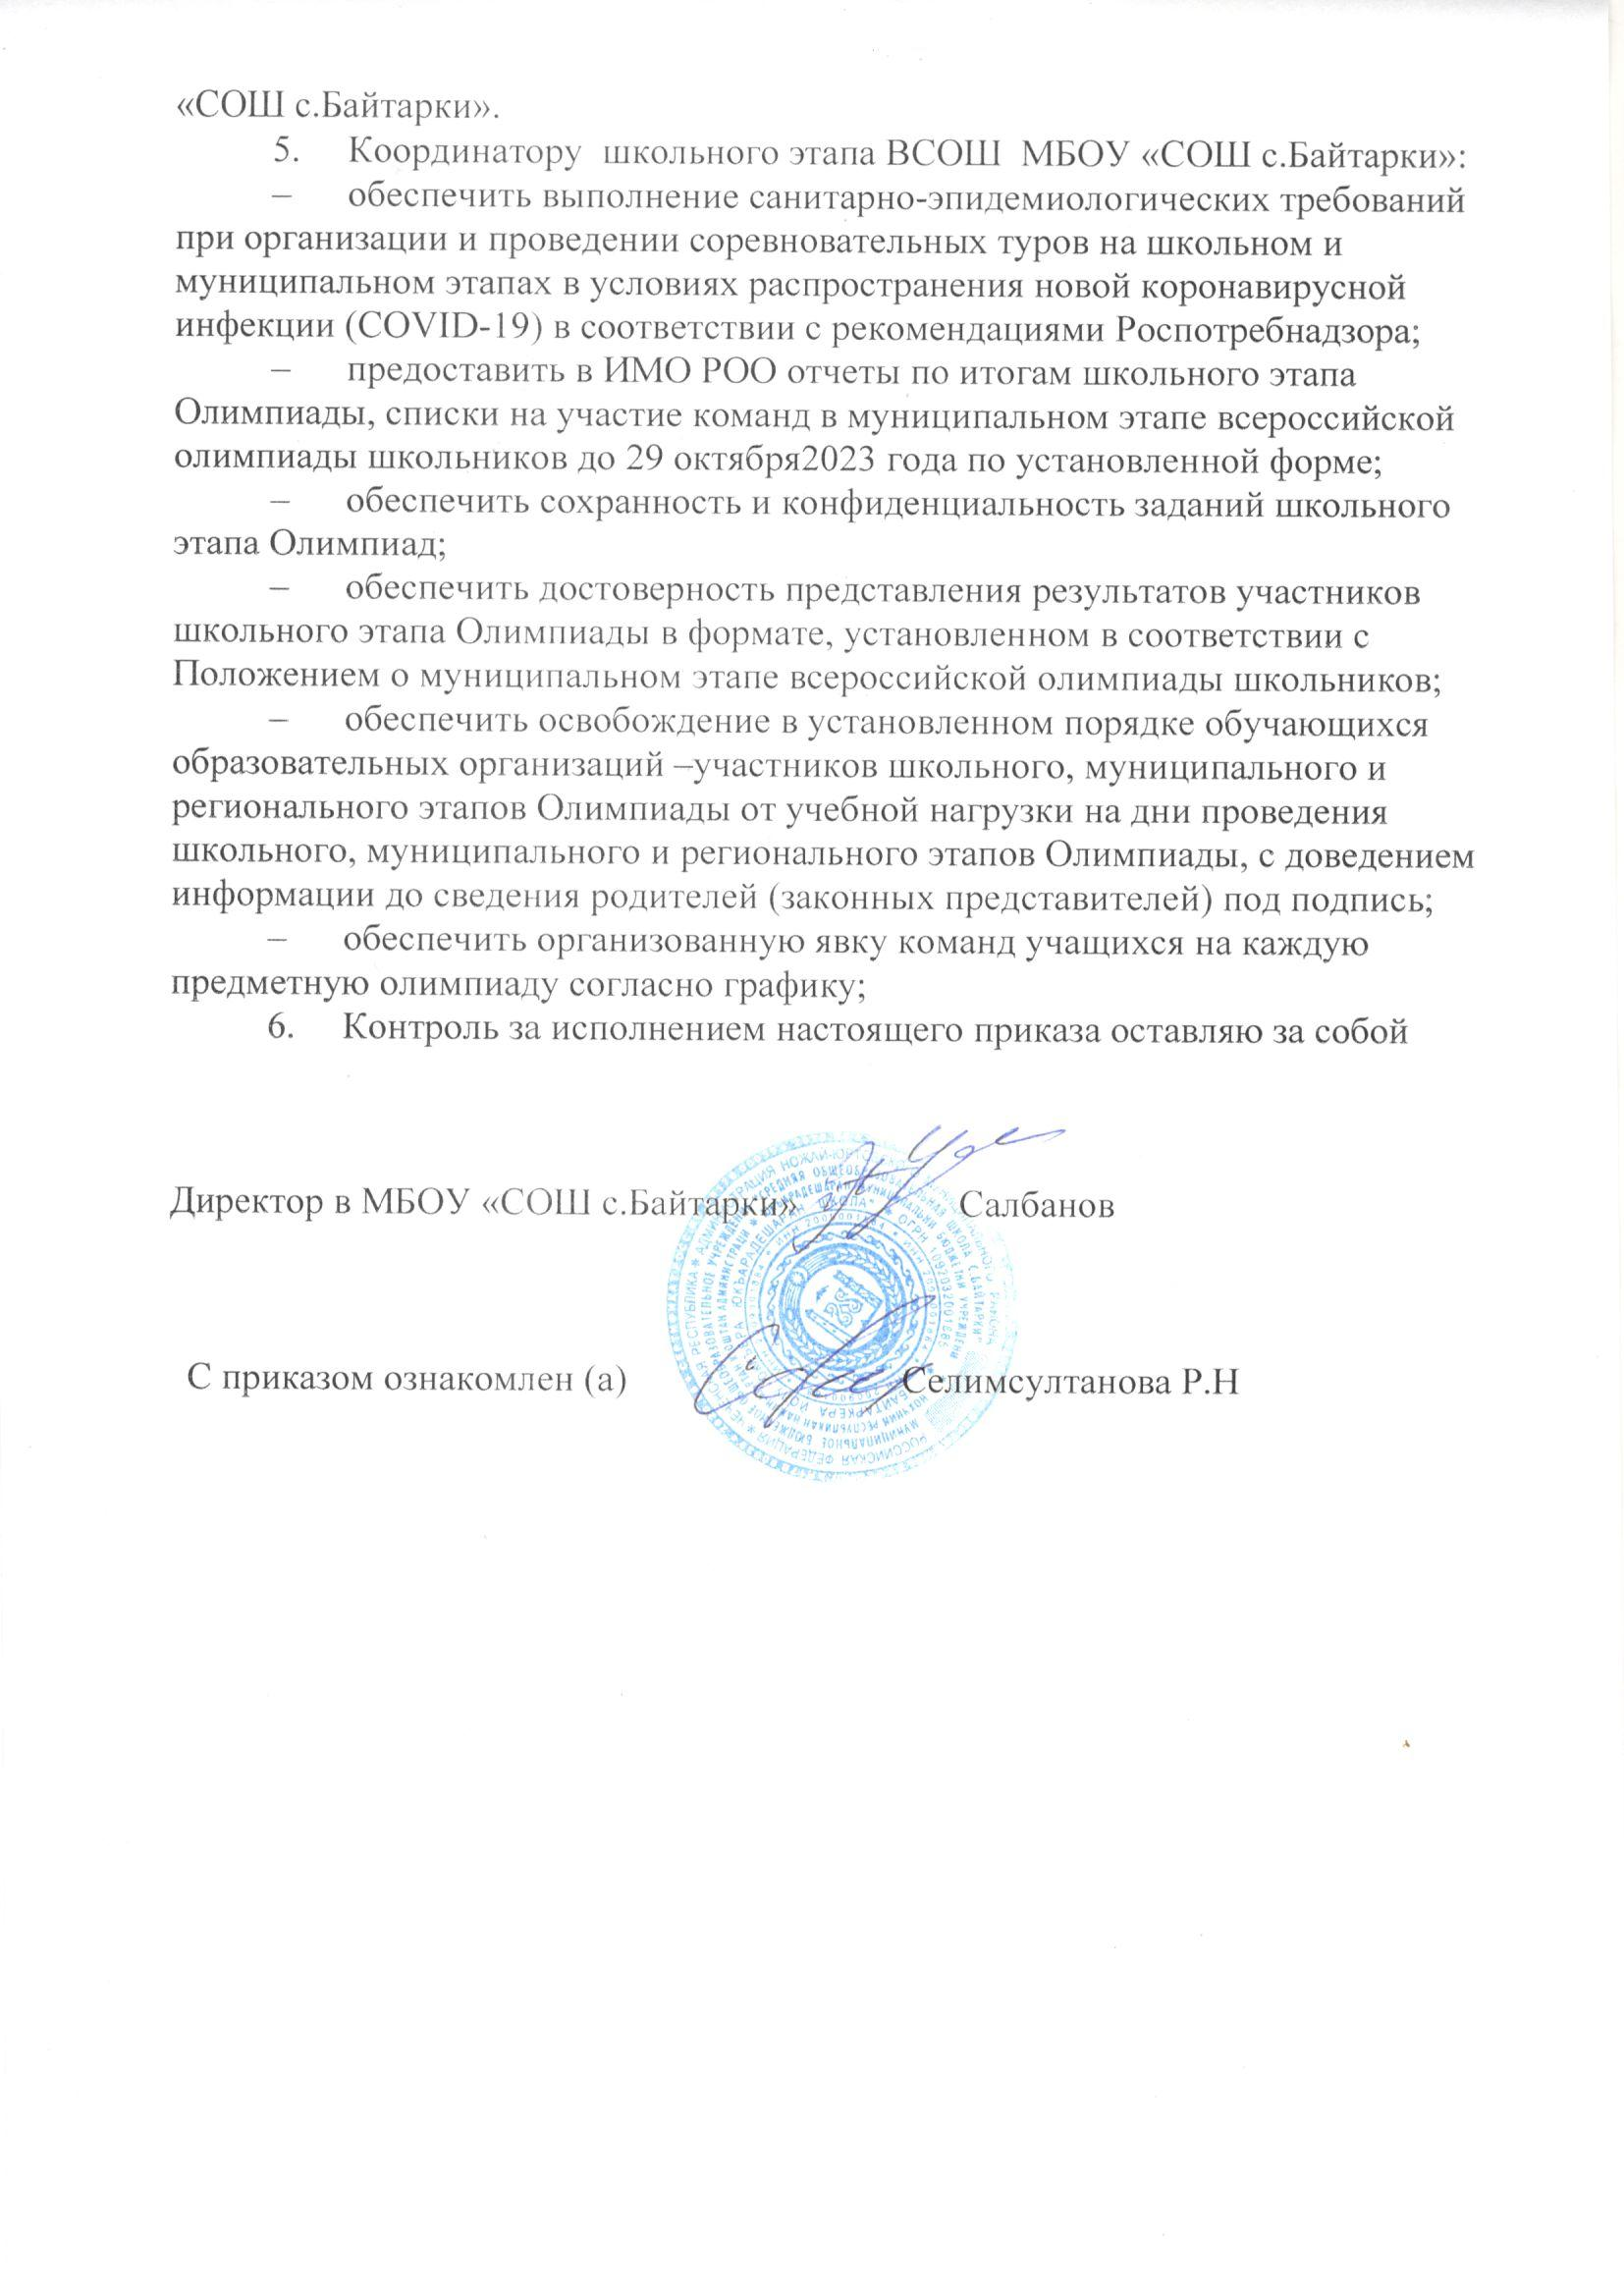 «СОШ с.Байтарки».
5. Координатору школьного этапа ВСОШ МБОУ «СОШ с.Байтарки»:
– обеспечить выполнение санитарно-эпидемиологических требований
при организации и проведении соревновательных туров на школьном и
муниципальном этапах в условиях распространения новой коронавирусной
инфекции (COVID-19) в соответствии с рекомендациями Роспотребнадзора;
– предоставить в ИМО РОО отчеты по итогам школьного этапа
Олимпиады, списки на участие команд в муниципальном этапе всероссийской
олимпиады школьников до 29 октября2023 года по установленной форме;
– обеспечить сохранность и конфиденциальность заданий школьного
этапа Олимпиад;
– обеспечить достоверность представления результатов участников
школьного этапа Олимпиады в формате, установленном в соответствии с
Положением о муниципальном этапе всероссийской олимпиады школьников;
– обеспечить освобождение в установленном порядке обучающихся
образовательных организаций –участников школьного, муниципального и
регионального этапов Олимпиады от учебной нагрузки на дни проведения
школьного, муниципального и регионального этапов Олимпиады, с доведением
информации до сведения родителей (законных представителей) под подпись;
– обеспечить организованную явку команд учащихся на каждую
предметную олимпиаду согласно графику;
6. Контроль за исполнением настоящего приказа оставляю за собой
Директор в МБОУ «СОШ с.Байтарки» Салбанов
С приказом ознакомлен (а) Селимсултанова Р.Н